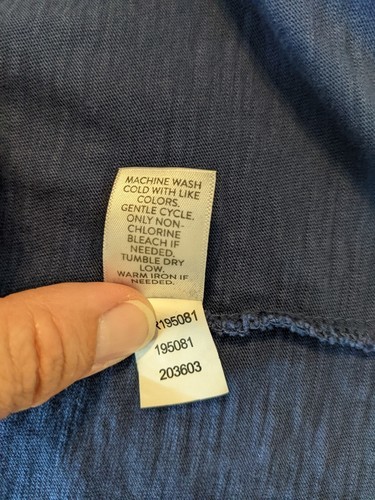 MACHINE WASH
COLD WITH LIKE
COLORS.
GENTLE CYCLE.
ONLY NON-
CHLORINE
BLEACH IF
NEEDED.
TUMBLE DRY
LOW.
WARM IRON IF
NEEDED.
195081
203603